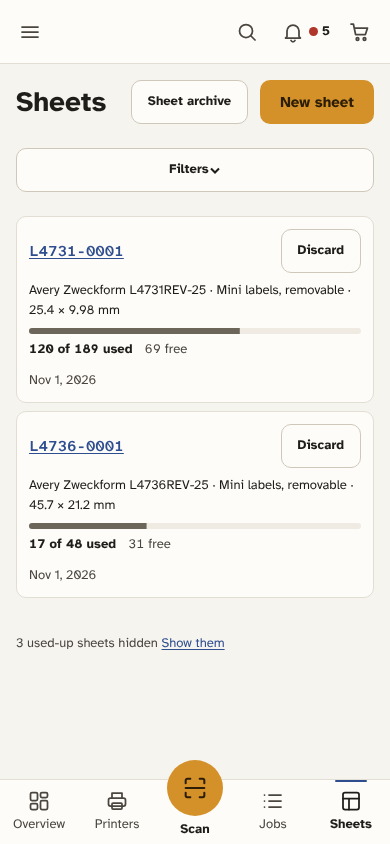 5
Sheets
Sheet archive
New sheet
Filters
L4731-0001
Discard
Avery Zweckform L4731REV-25 · Mini labels, removable ·
25.4 × 9.98 mm
120 of 189 used 69 free
Nov 1, 2026
L4736-0001
Discard
Avery Zweckform L4736REV-25 · Mini labels, removable ·
45.7 × 21.2 mm
17 of 48 used 31 free
Nov 1, 2026
3 used-up sheets hidden Show them
Overview
Printers
Scan
Jobs
Sheets